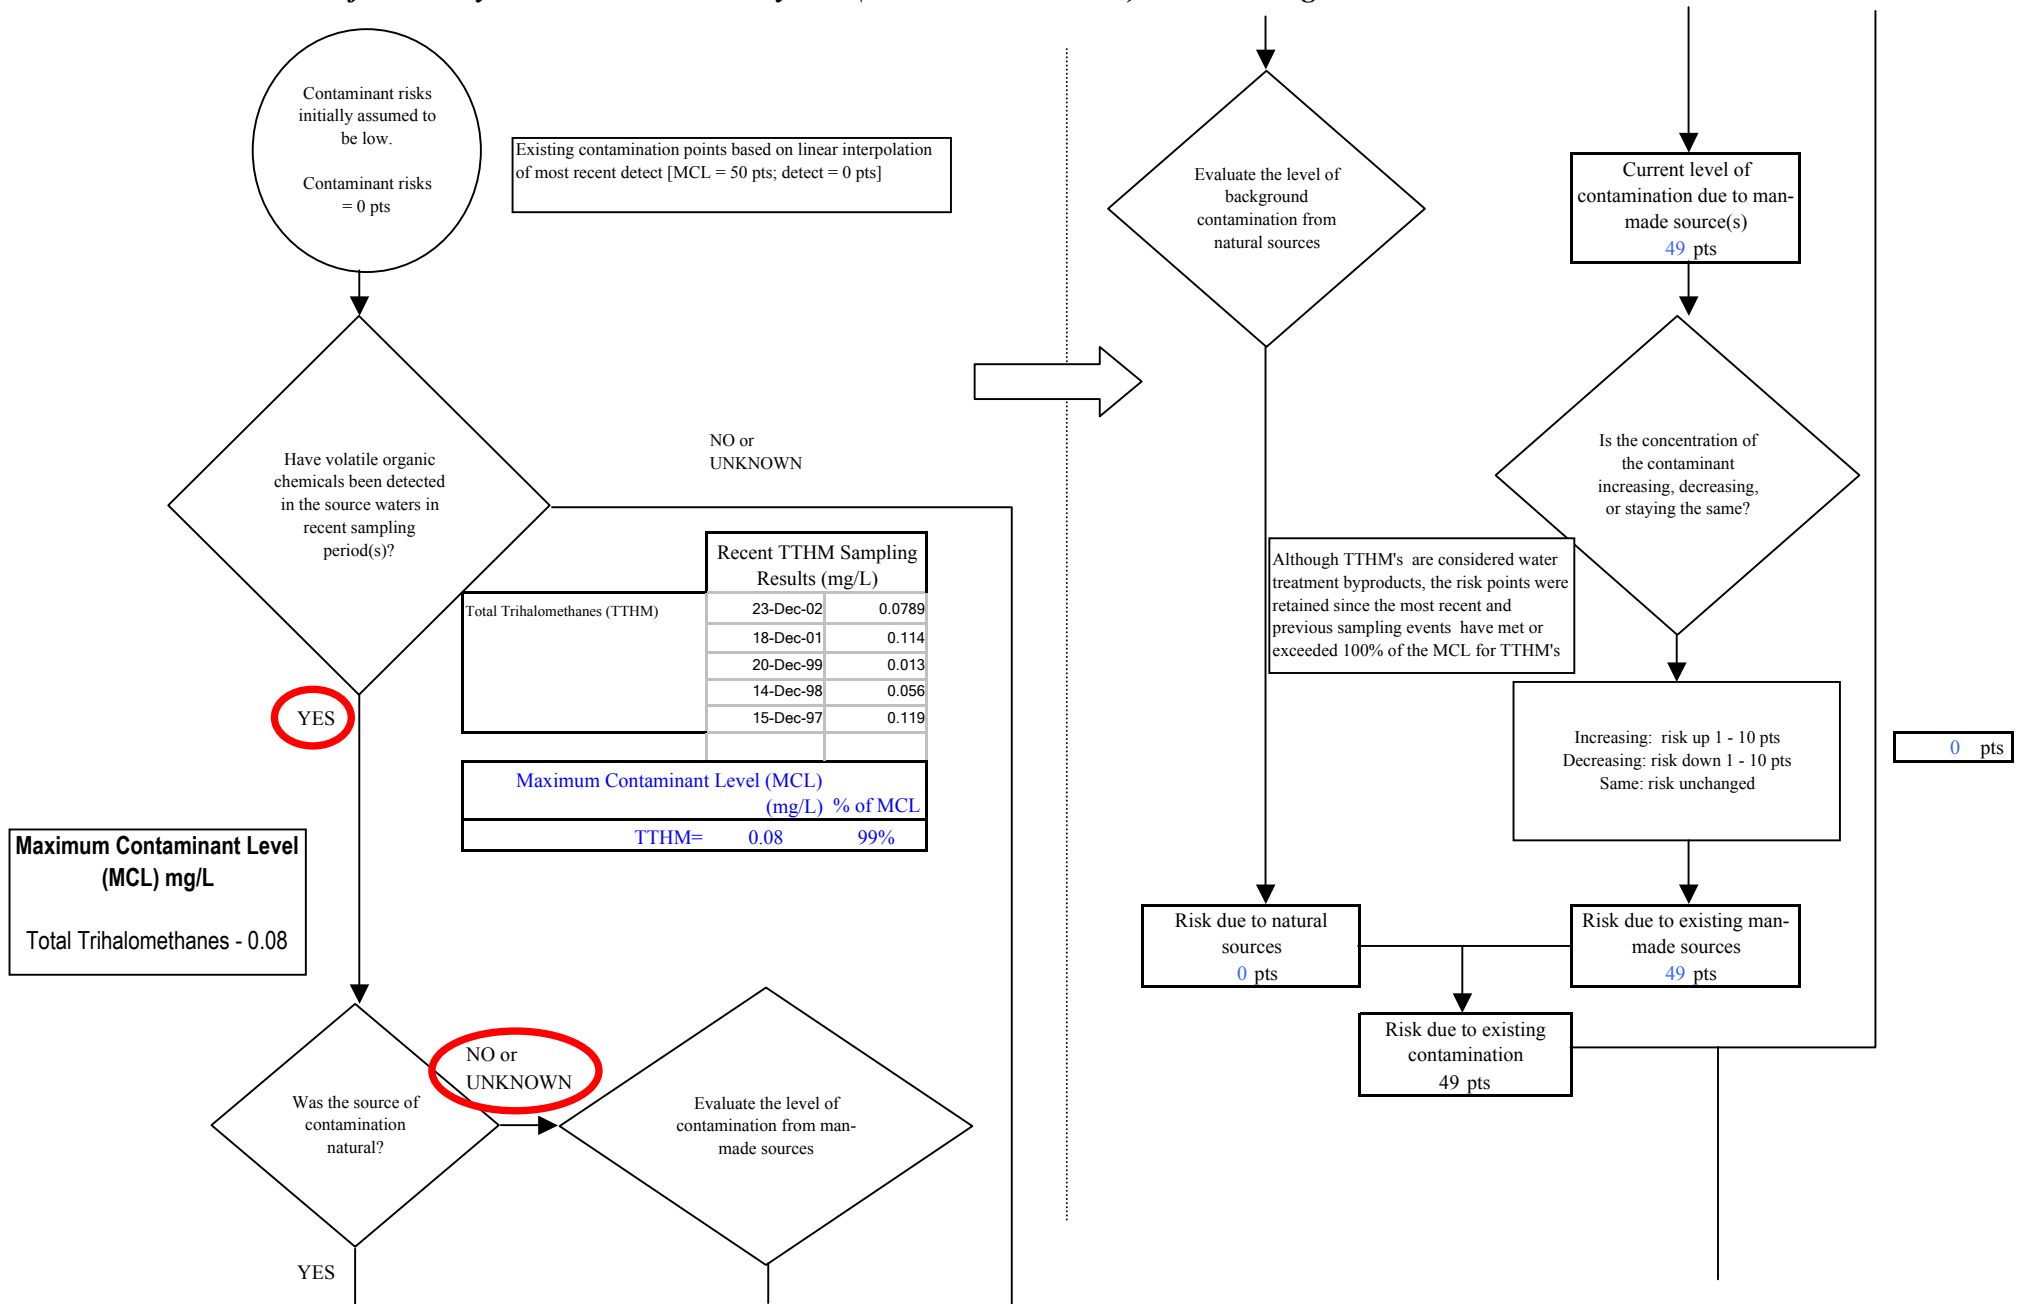 Contaminant risks
initially assumed to
be low.
Contaminant risks
= 0 pts
Existing contamination points based on linear interpolation
of most recent detect [MCL = 50 pts; detect = 0 pts]
Have volatile organic
chemicals been detected
in the source waters in
recent sampling
period(s)?
NO or
UNKNOWN
Recent TTHM Sampling
Results (mg/L)
Total Trihalomethanes (TTHM) 23-Dec-02 0.0789
18-Dec-01 0.114
20-Dec-99 0.013
14-Dec-98 0.056
15-Dec-97 0.119
YES
Maximum Contaminant Level (MCL)
(mg/L) % of MCL
TTHM= 0.08 99%
Maximum Contaminant Level
(MCL) mg/L
Total Trihalomethanes - 0.08
Was the source of
contamination
natural?
NO or
UNKNOWN
YES
Evaluate the level of
contamination from man-
made sources
Evaluate the level of
background
contamination from
natural sources
Current level of
contamination due to man-
made source(s)
49 pts
Is the concentration of
the contaminant
increasing, decreasing,
or staying the same?
Although TTHM's are considered water
treatment byproducts, the risk points were
retained since the most recent and
previous sampling events have met or
exceeded 100% of the MCL for TTHM's
Increasing: risk up 1 - 10 pts
Decreasing: risk down 1 - 10 pts
Same: risk unchanged
0 pts
Risk due to natural
sources
0 pts
Risk due to existing man-
made sources
49 pts
Risk due to existing
contamination
49 pts